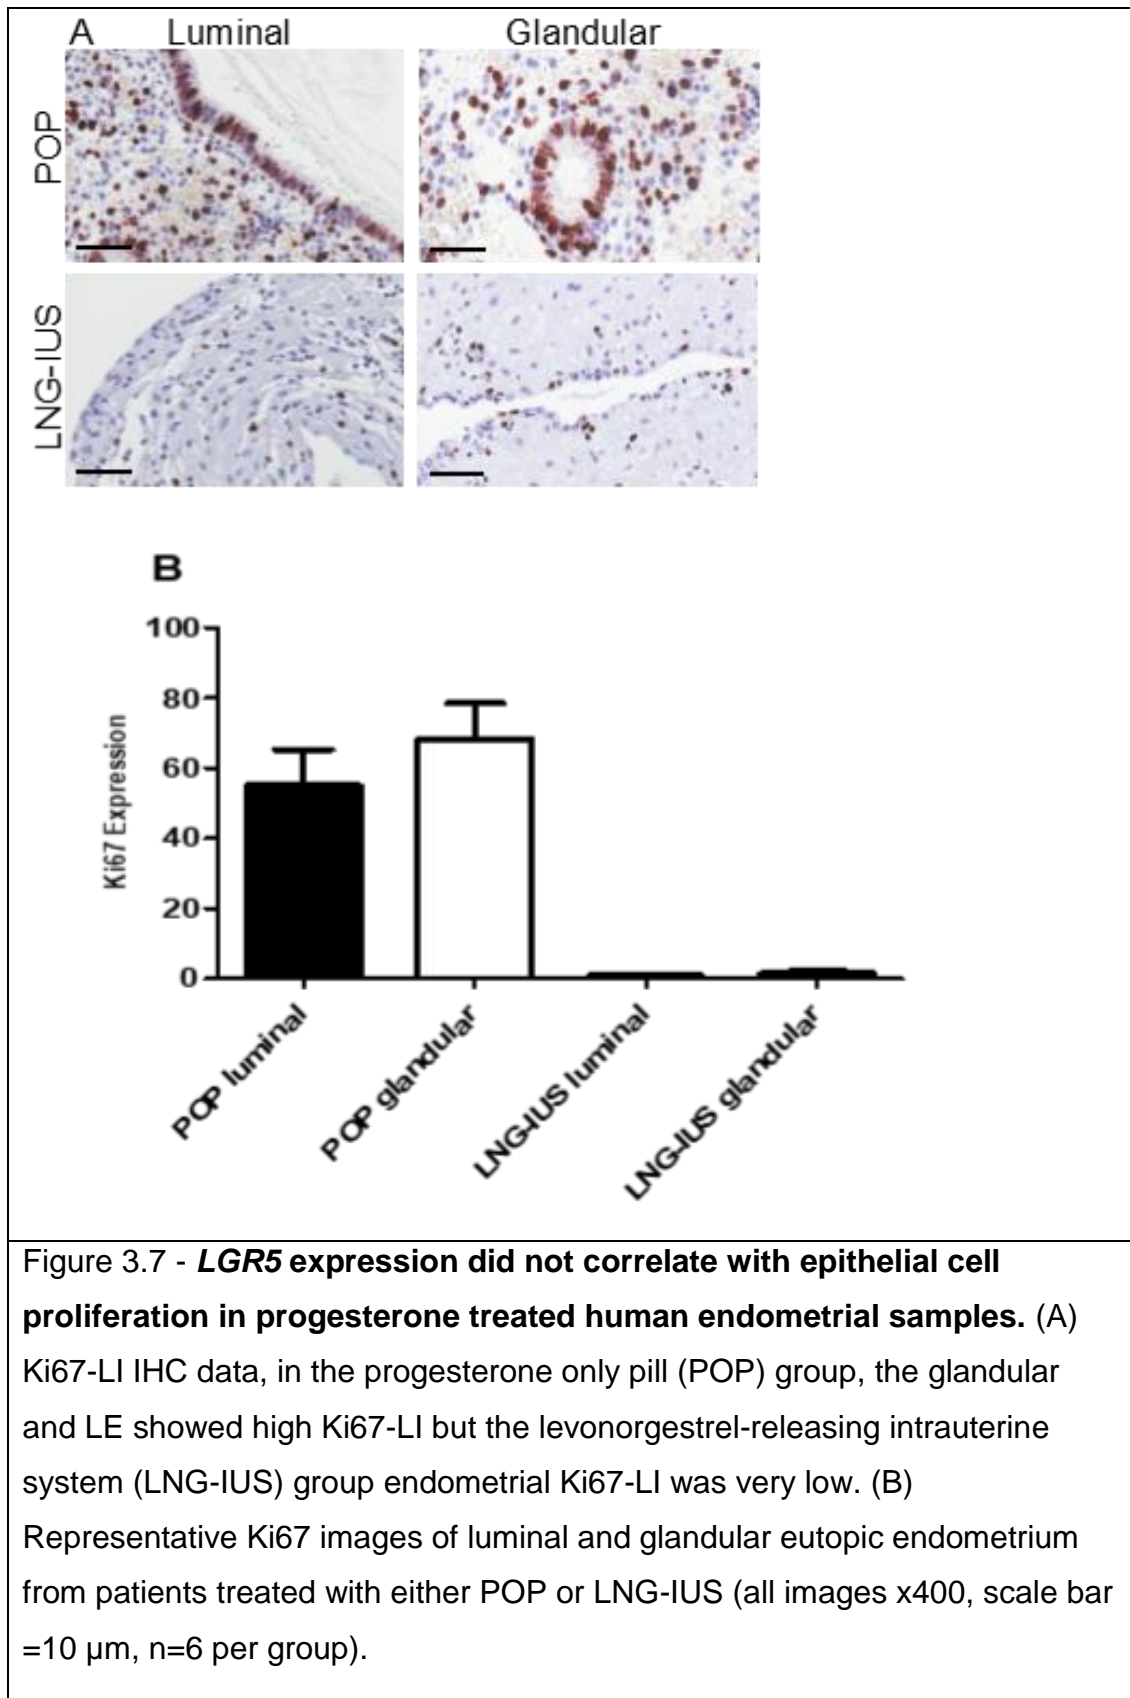 A Luminal Glandular
POP
LNG-IUS
B
100
80
60
40
20
0
Ki67 Expression
POP luminal
POP glandular
LNG-IUS luminal
LNG-IUS glandular
Figure 3.7 - LGR5 expression did not correlate with epithelial cell
proliferation in progesterone treated human endometrial samples. (A)
Ki67-LI IHC data, in the progesterone only pill (POP) group, the glandular
and LE showed high Ki67-LI but the levonorgestrel-releasing intrauterine
system (LNG-IUS) group endometrial Ki67-LI was very low. (B)
Representative Ki67 images of luminal and glandular eutopic endometrium
from patients treated with either POP or LNG-IUS (all images x400, scale bar
=10 µm, n=6 per group).